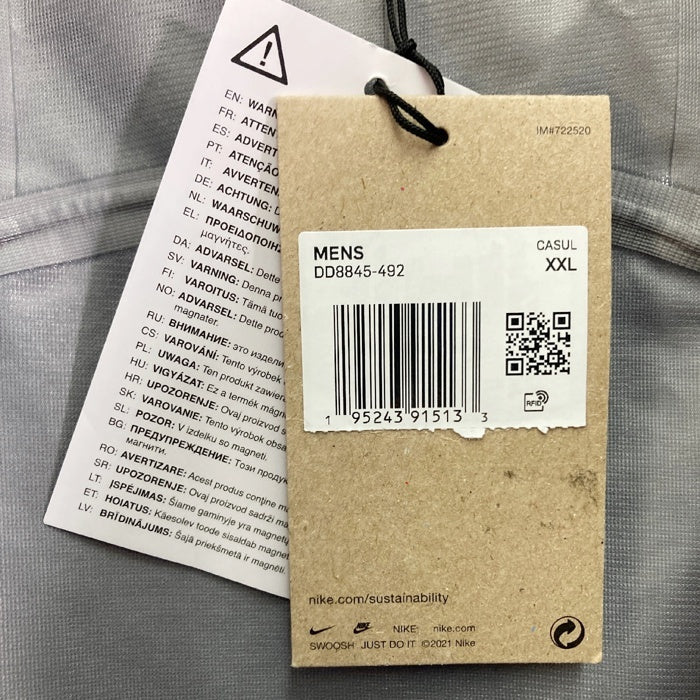 EN: WARN
FR: ATTEN
ES: ADVERT
PT: ATENÇÃO
IT: AVVERTEN
DE: ACHTUNG:
NL: WAARSCHUW
EL: ΠΡΟΕΙΔΟΠΟΙΗΣ
μαγνήτες.
DA: ADVARSEL: Dette
SV: VARNING: Denna pr
FI: VAROITUS: Tämä tuo
NO: ADVARSEL: Dette prod
magneter.
RU: ВНИМАНИЕ: это издели
CS: VAROVÁNÍ: Tento výrobek
PL: UWAGA: Ten produkt zawiera
HU: VIGYÁZAT: Ez a termék mágn
HR: UPOZORENJE: Ovaj proizvod s
SK: VAROVANIE: Tento výrobok obsa
SL: POZOR: V izdelku so magneti.
BG: ПРЕДУПРЕЖДЕНИЕ: Този продук
магнити.
RO: AVERTIZARE: Acest produs conține m
SR: UPOZORENJE: Ovaj proizvod sadrži ma
LT: ĮSPĖJIMAS: Šiame gaminyje yra magnetų
ET: HOIATUS: Käesolev toode sisaldab magnet
LV: BRĪDINĀJUMS: Šajā priekšmetā ir magnēti
IM#722520
MENS
DD8845-492
CASUL
XXL
1 95243 91513 3
RFID
nike.com/sustainability
NIKE nike.com
SWOOSH JUST DO IT ©2021 Nike